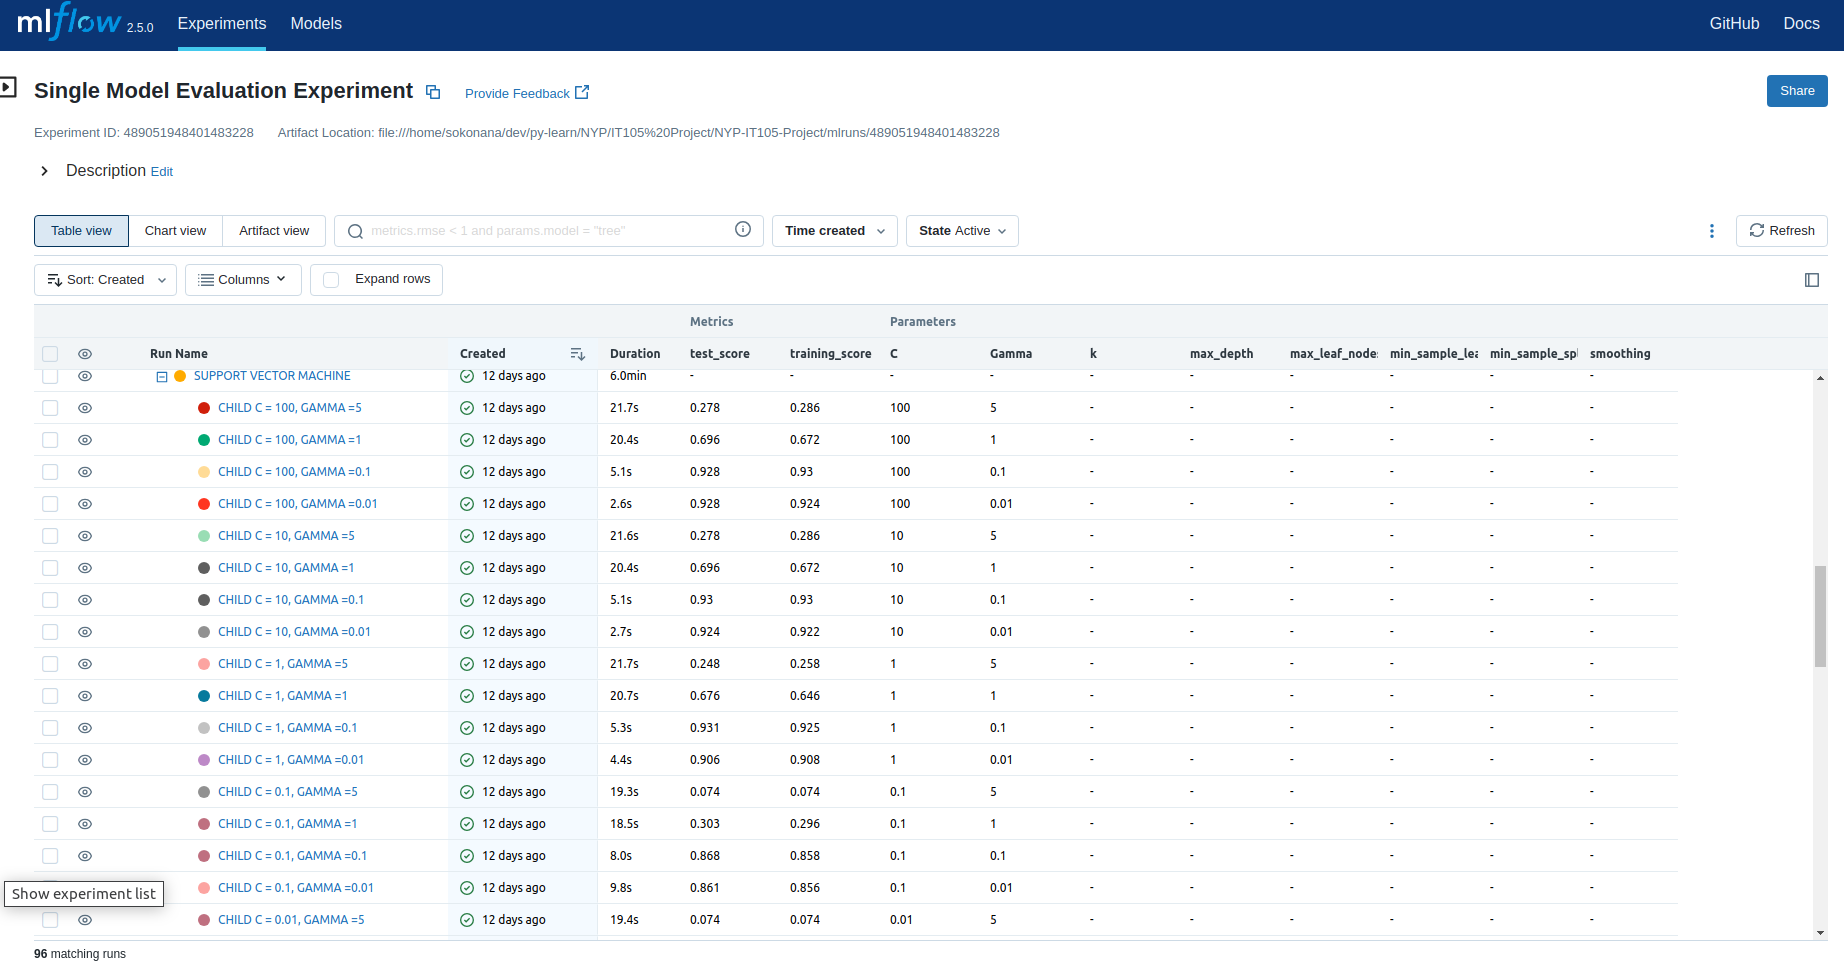 mlflow 2.5.0 Experiments Models GitHub Docs
Single Model Evaluation Experiment Provide Feedback Share
Experiment ID: 489051948401483228 Artifact Location: file:///home/sokonana/dev/py-learn/NYP/IT105%20Project/NYP-IT105-Project/mlruns/489051948401483228
Description Edit
Table view Chart view Artifact view metrics.rmse < 1 and params.model = "tree" Time created State Active Refresh
Sort: Created Columns Expand rows
Metrics Parameters
Run Name Created Duration test_score training_score C Gamma k max_depth max_leaf_nodes min_sample_lea min_sample_spl smoothing
SUPPORT VECTOR MACHINE 12 days ago 6.0min - - - - - - - - - -
CHILD C = 100, GAMMA =5 12 days ago 21.7s 0.278 0.286 100 5 - - - - - -
CHILD C = 100, GAMMA =1 12 days ago 20.4s 0.696 0.672 100 1 - - - - - -
CHILD C = 100, GAMMA =0.1 12 days ago 5.1s 0.928 0.93 100 0.1 - - - - - -
CHILD C = 100, GAMMA =0.01 12 days ago 2.6s 0.928 0.924 100 0.01 - - - - - -
CHILD C = 10, GAMMA =5 12 days ago 21.6s 0.278 0.286 10 5 - - - - - -
CHILD C = 10, GAMMA =1 12 days ago 20.4s 0.696 0.672 10 1 - - - - - -
CHILD C = 10, GAMMA =0.1 12 days ago 5.1s 0.93 0.93 10 0.1 - - - - - -
CHILD C = 10, GAMMA =0.01 12 days ago 2.7s 0.924 0.922 10 0.01 - - - - - -
CHILD C = 1, GAMMA =5 12 days ago 21.7s 0.248 0.258 1 5 - - - - - -
CHILD C = 1, GAMMA =1 12 days ago 20.7s 0.676 0.646 1 1 - - - - - -
CHILD C = 1, GAMMA =0.1 12 days ago 5.3s 0.931 0.925 1 0.1 - - - - - -
CHILD C = 1, GAMMA =0.01 12 days ago 4.4s 0.906 0.908 1 0.01 - - - - - -
CHILD C = 0.1, GAMMA =5 12 days ago 19.3s 0.074 0.074 0.1 5 - - - - - -
CHILD C = 0.1, GAMMA =1 12 days ago 18.5s 0.303 0.296 0.1 1 - - - - - -
CHILD C = 0.1, GAMMA =0.1 12 days ago 8.0s 0.868 0.858 0.1 0.1 - - - - - -
CHILD C = 0.1, GAMMA =0.01 12 days ago 9.8s 0.861 0.856 0.1 0.01 - - - - - -
Show experiment list
CHILD C = 0.01, GAMMA =5 12 days ago 19.4s 0.074 0.074 0.01 5 - - - - - -
96 matching runs